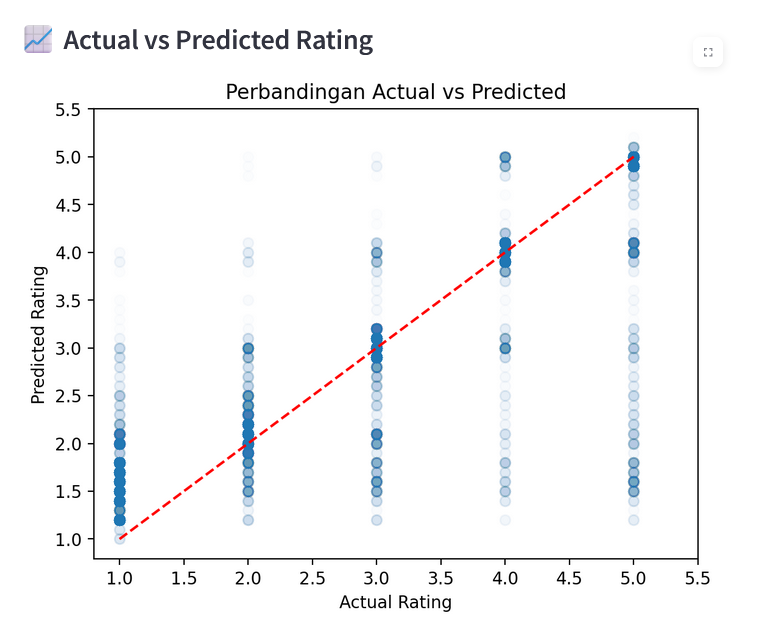 Actual vs Predicted Rating
Perbandingan Actual vs Predicted
5.5
5.0
4.5
4.0
3.5
3.0
2.5
2.0
1.5
1.0
Predicted Rating
1.0 1.5 2.0 2.5 3.0 3.5 4.0 4.5 5.0 5.5
Actual Rating